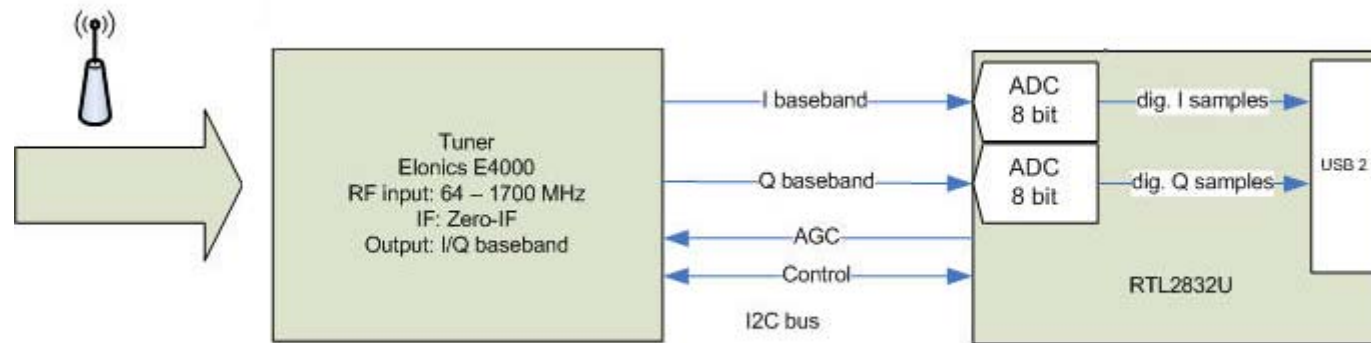 Tuner
Elonics E4000
RF input: 64 – 1700 MHz
IF: Zero-IF
Output: I/Q baseband
I baseband
Q baseband
AGC
Control
I2C bus
ADC
8 bit
ADC
8 bit
dig. I samples
dig. Q samples
USB 2
RTL2832U